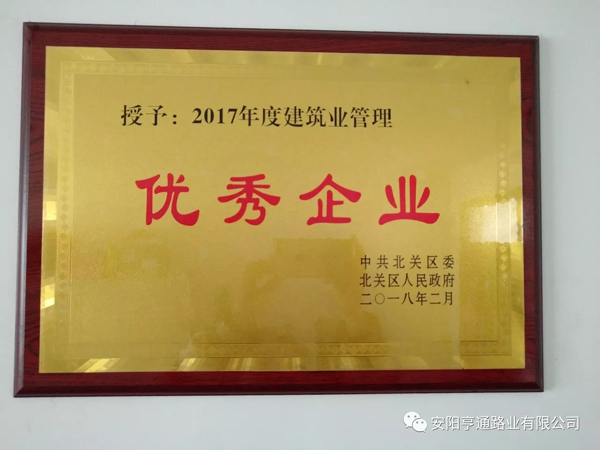 授予：2017年度建筑业管理
优秀企业
中共北关区委
北关区人民政府
二〇一八年二月
安阳亨通路业有限公司